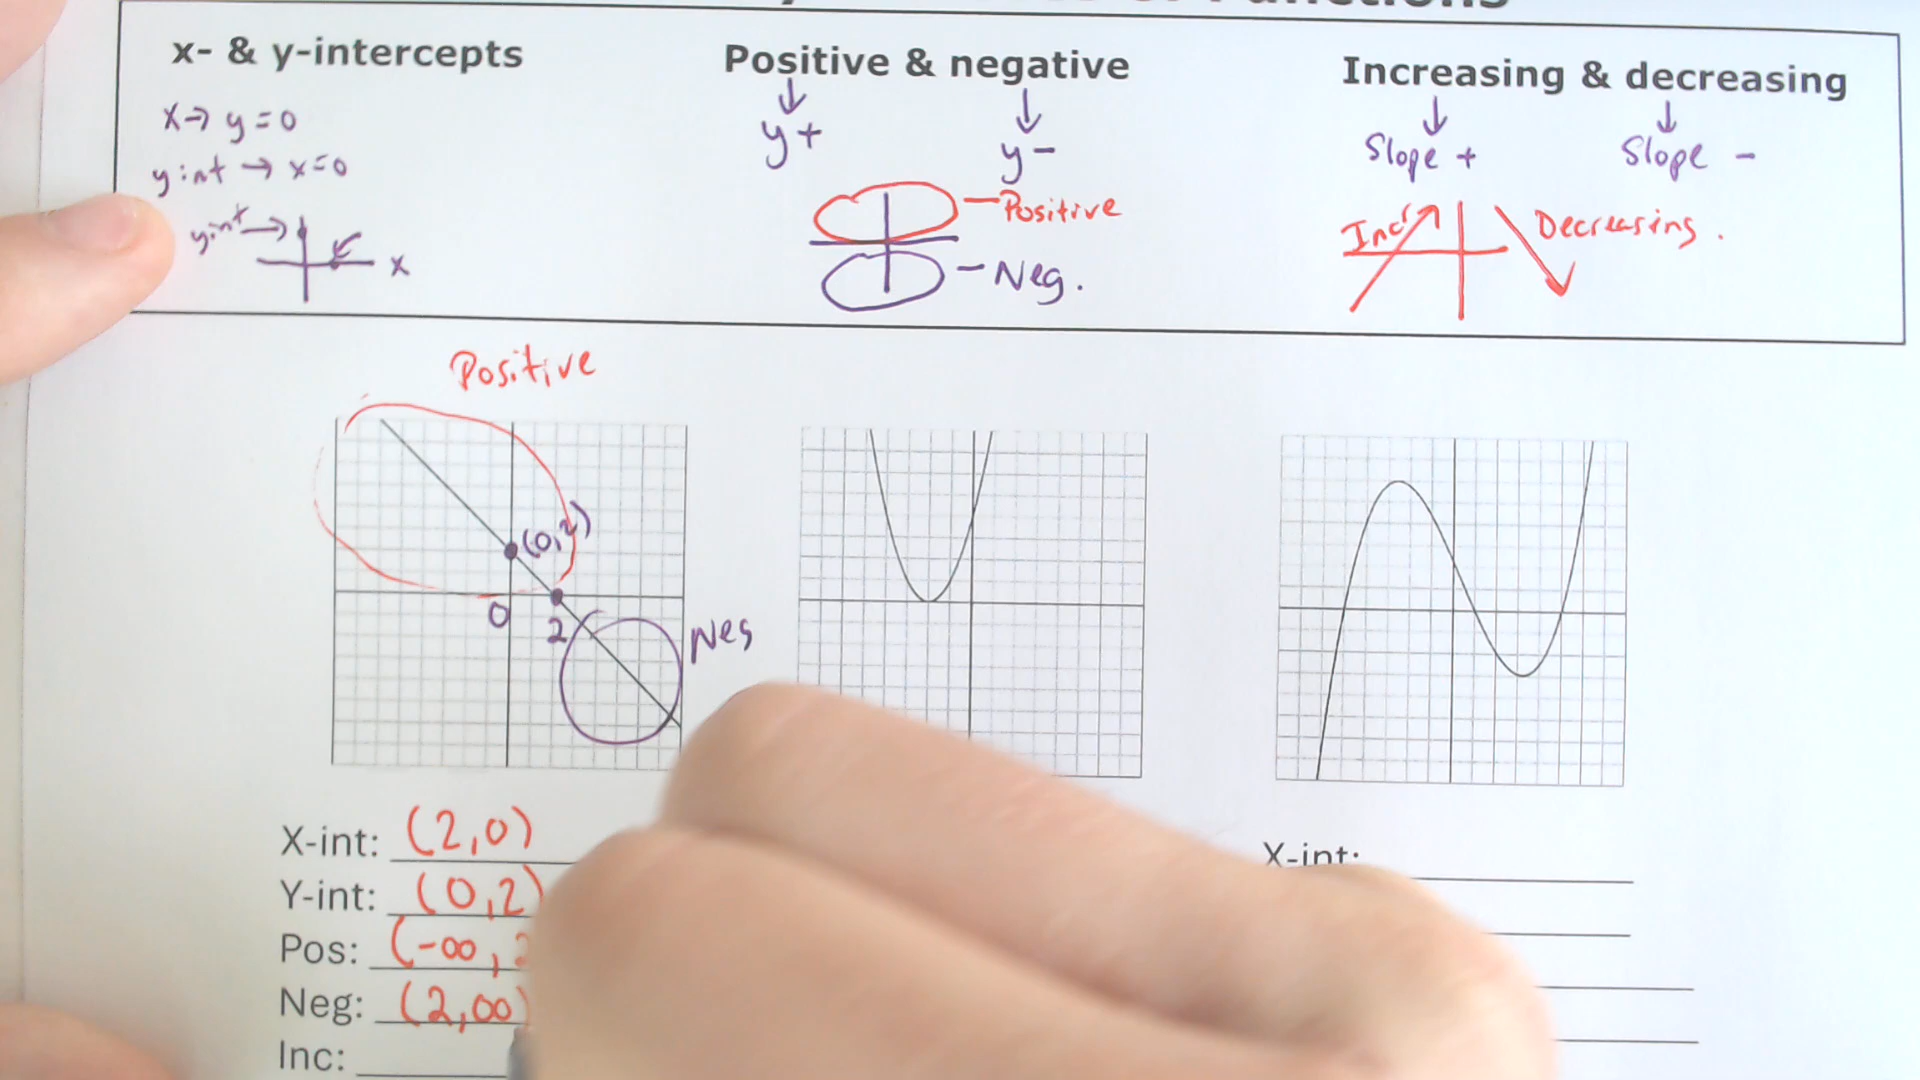 x- & y-intercepts
x→ y=0
y int → x=0
y-int→
x
Positive & negative
↓ ↓
y+ y-
Positive
Neg.
Increasing & decreasing
↓ ↓
Slope + Slope -
Inc Decreasing.
Positive
(0,2)
0 2
Neg
X-int: (2,0)
Y-int: (0,2)
Pos: (-∞,
Neg: (2,∞)
Inc:
X-int: